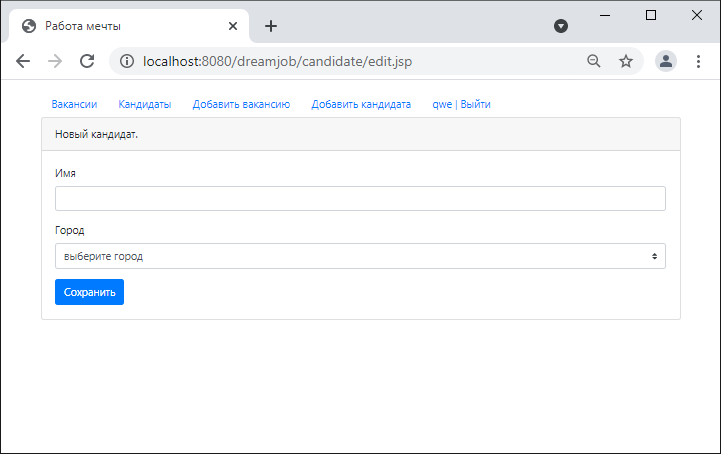 Работа мечты
localhost:8080/dreamjob/candidate/edit.jsp
Вакансии Кандидаты Добавить вакансию Добавить кандидата qwe | Выйти
Новый кандидат.
Имя
Город
выберите город
Сохранить